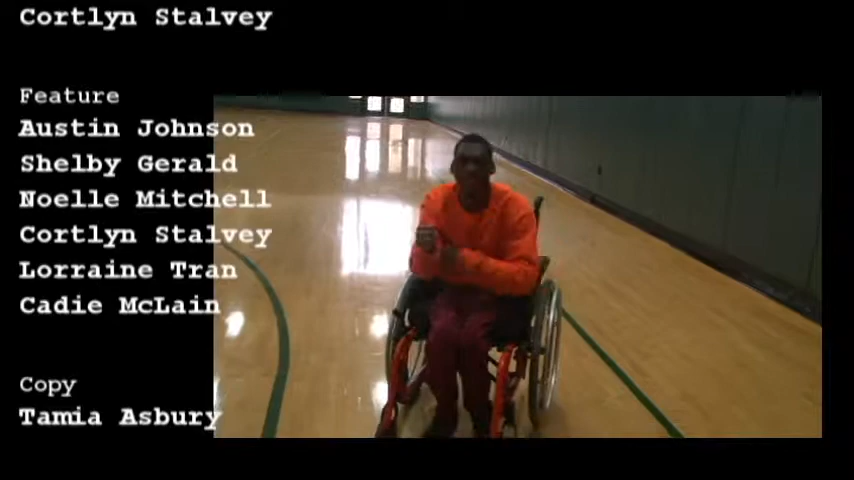 Cortlyn Stalvey
Feature
Austin Johnson
Shelby Gerald
Noelle Mitchell
Cortlyn Stalvey
Lorraine Tran
Cadie McLain
Copy
Tamia Asbury